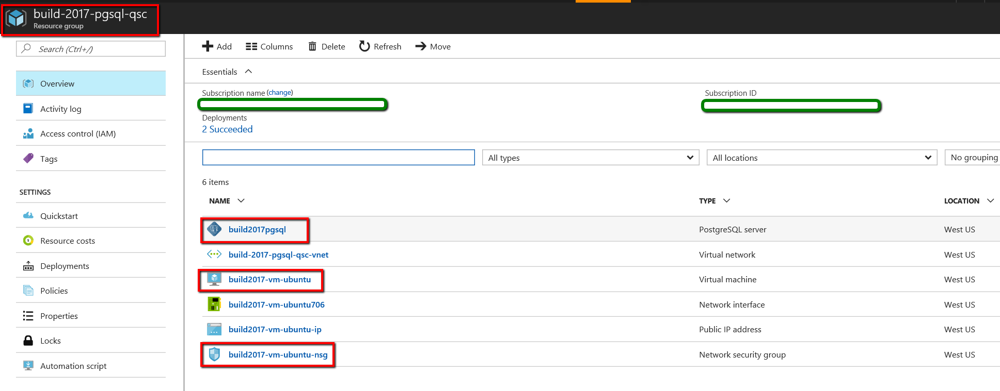 build-2017-pgsql-qsc
Resource group
Search (Ctrl+/)
Overview
Activity log
Access control (IAM)
Tags
SETTINGS
Quickstart
Resource costs
Deployments
Policies
Properties
Locks
Automation script
Add Columns Delete Refresh Move
Essentials
Subscription name (change) Subscription ID
Deployments
2 Succeeded
All types All locations No grouping
6 items
NAME TYPE LOCATION
build2017pgsql PostgreSQL server West US
build-2017-pgsql-qsc-vnet Virtual network West US
build2017-vm-ubuntu Virtual machine West US
build2017-vm-ubuntu706 Network interface West US
build2017-vm-ubuntu-ip Public IP address West US
build2017-vm-ubuntu-nsg Network security group West US